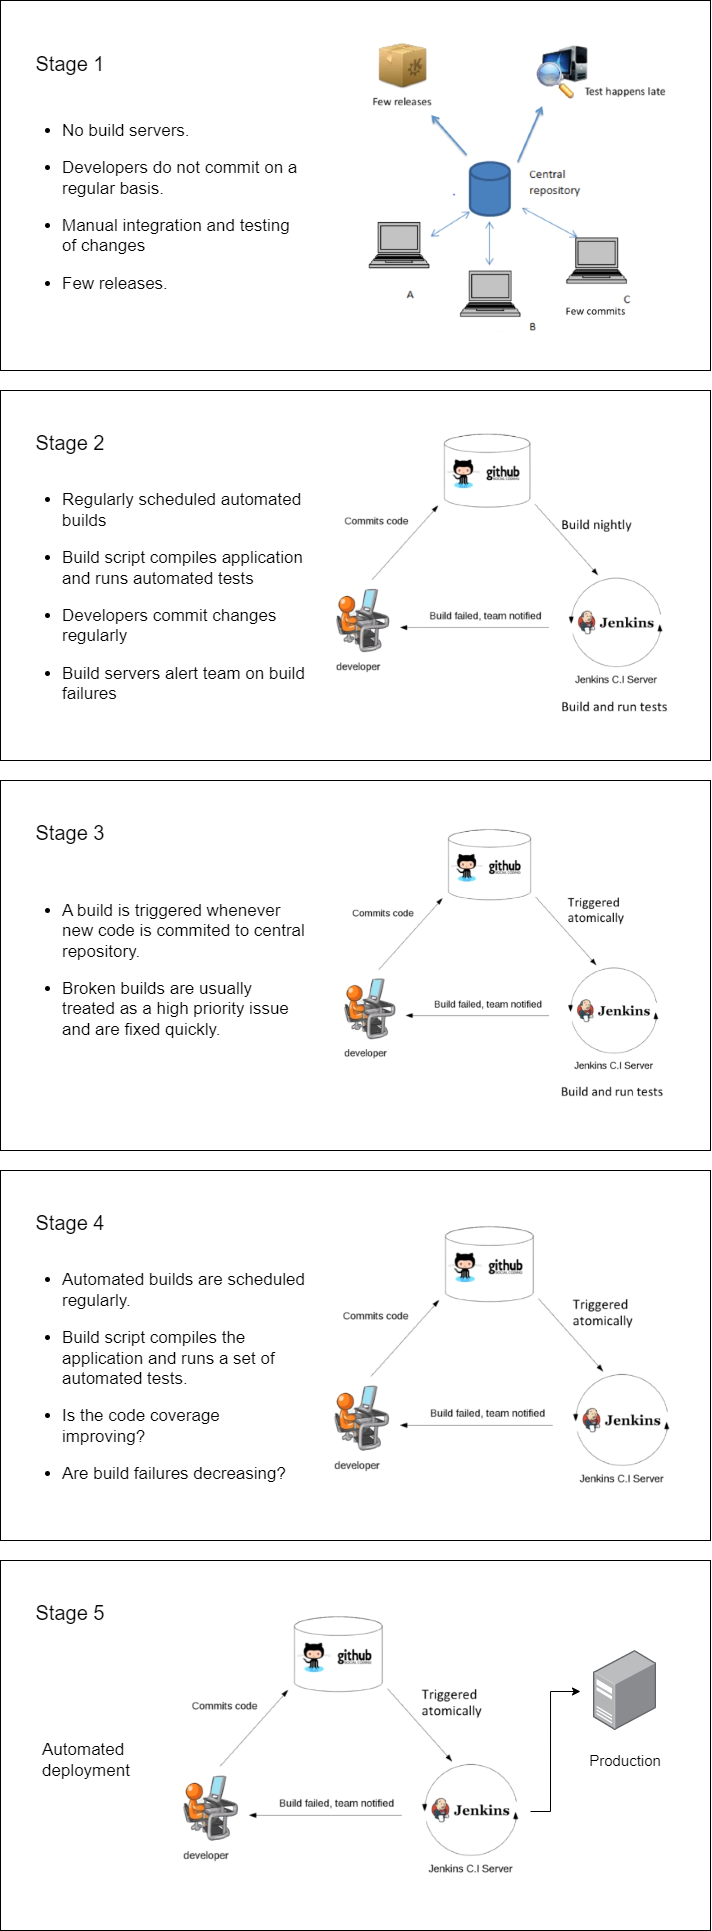 Stage 1
• No build servers.
• Developers do not commit on a
regular basis.
• Manual integration and testing
of changes
• Few releases.
Few releases
Test happens late
Central
repository
A
B
C
Few commits
Stage 2
• Regularly scheduled automated
builds
• Build script compiles application
and runs automated tests
• Developers commit changes
regularly
• Build servers alert team on build
failures
github
SOCIAL CODING
Commits code
Build nightly
Build failed, team notified
Jenkins
developer
Jenkins C.I Server
Build and run tests
Stage 3
• A build is triggered whenever
new code is commited to central
repository.
• Broken builds are usually
treated as a high priority issue
and are fixed quickly.
github
SOCIAL CODING
Commits code
Triggered
atomically
Build failed, team notified
Jenkins
developer
Jenkins C.I Server
Build and run tests
Stage 4
• Automated builds are scheduled
regularly.
• Build script compiles the
application and runs a set of
automated tests.
• Is the code coverage
improving?
• Are build failures decreasing?
github
SOCIAL CODING
Commits code
Triggered
atomically
Build failed, team notified
Jenkins
developer
Jenkins C.I Server
Stage 5
Automated
deployment
github
SOCIAL CODING
Commits code
Triggered
atomically
Build failed, team notified
Jenkins
developer
Jenkins C.I Server
Production